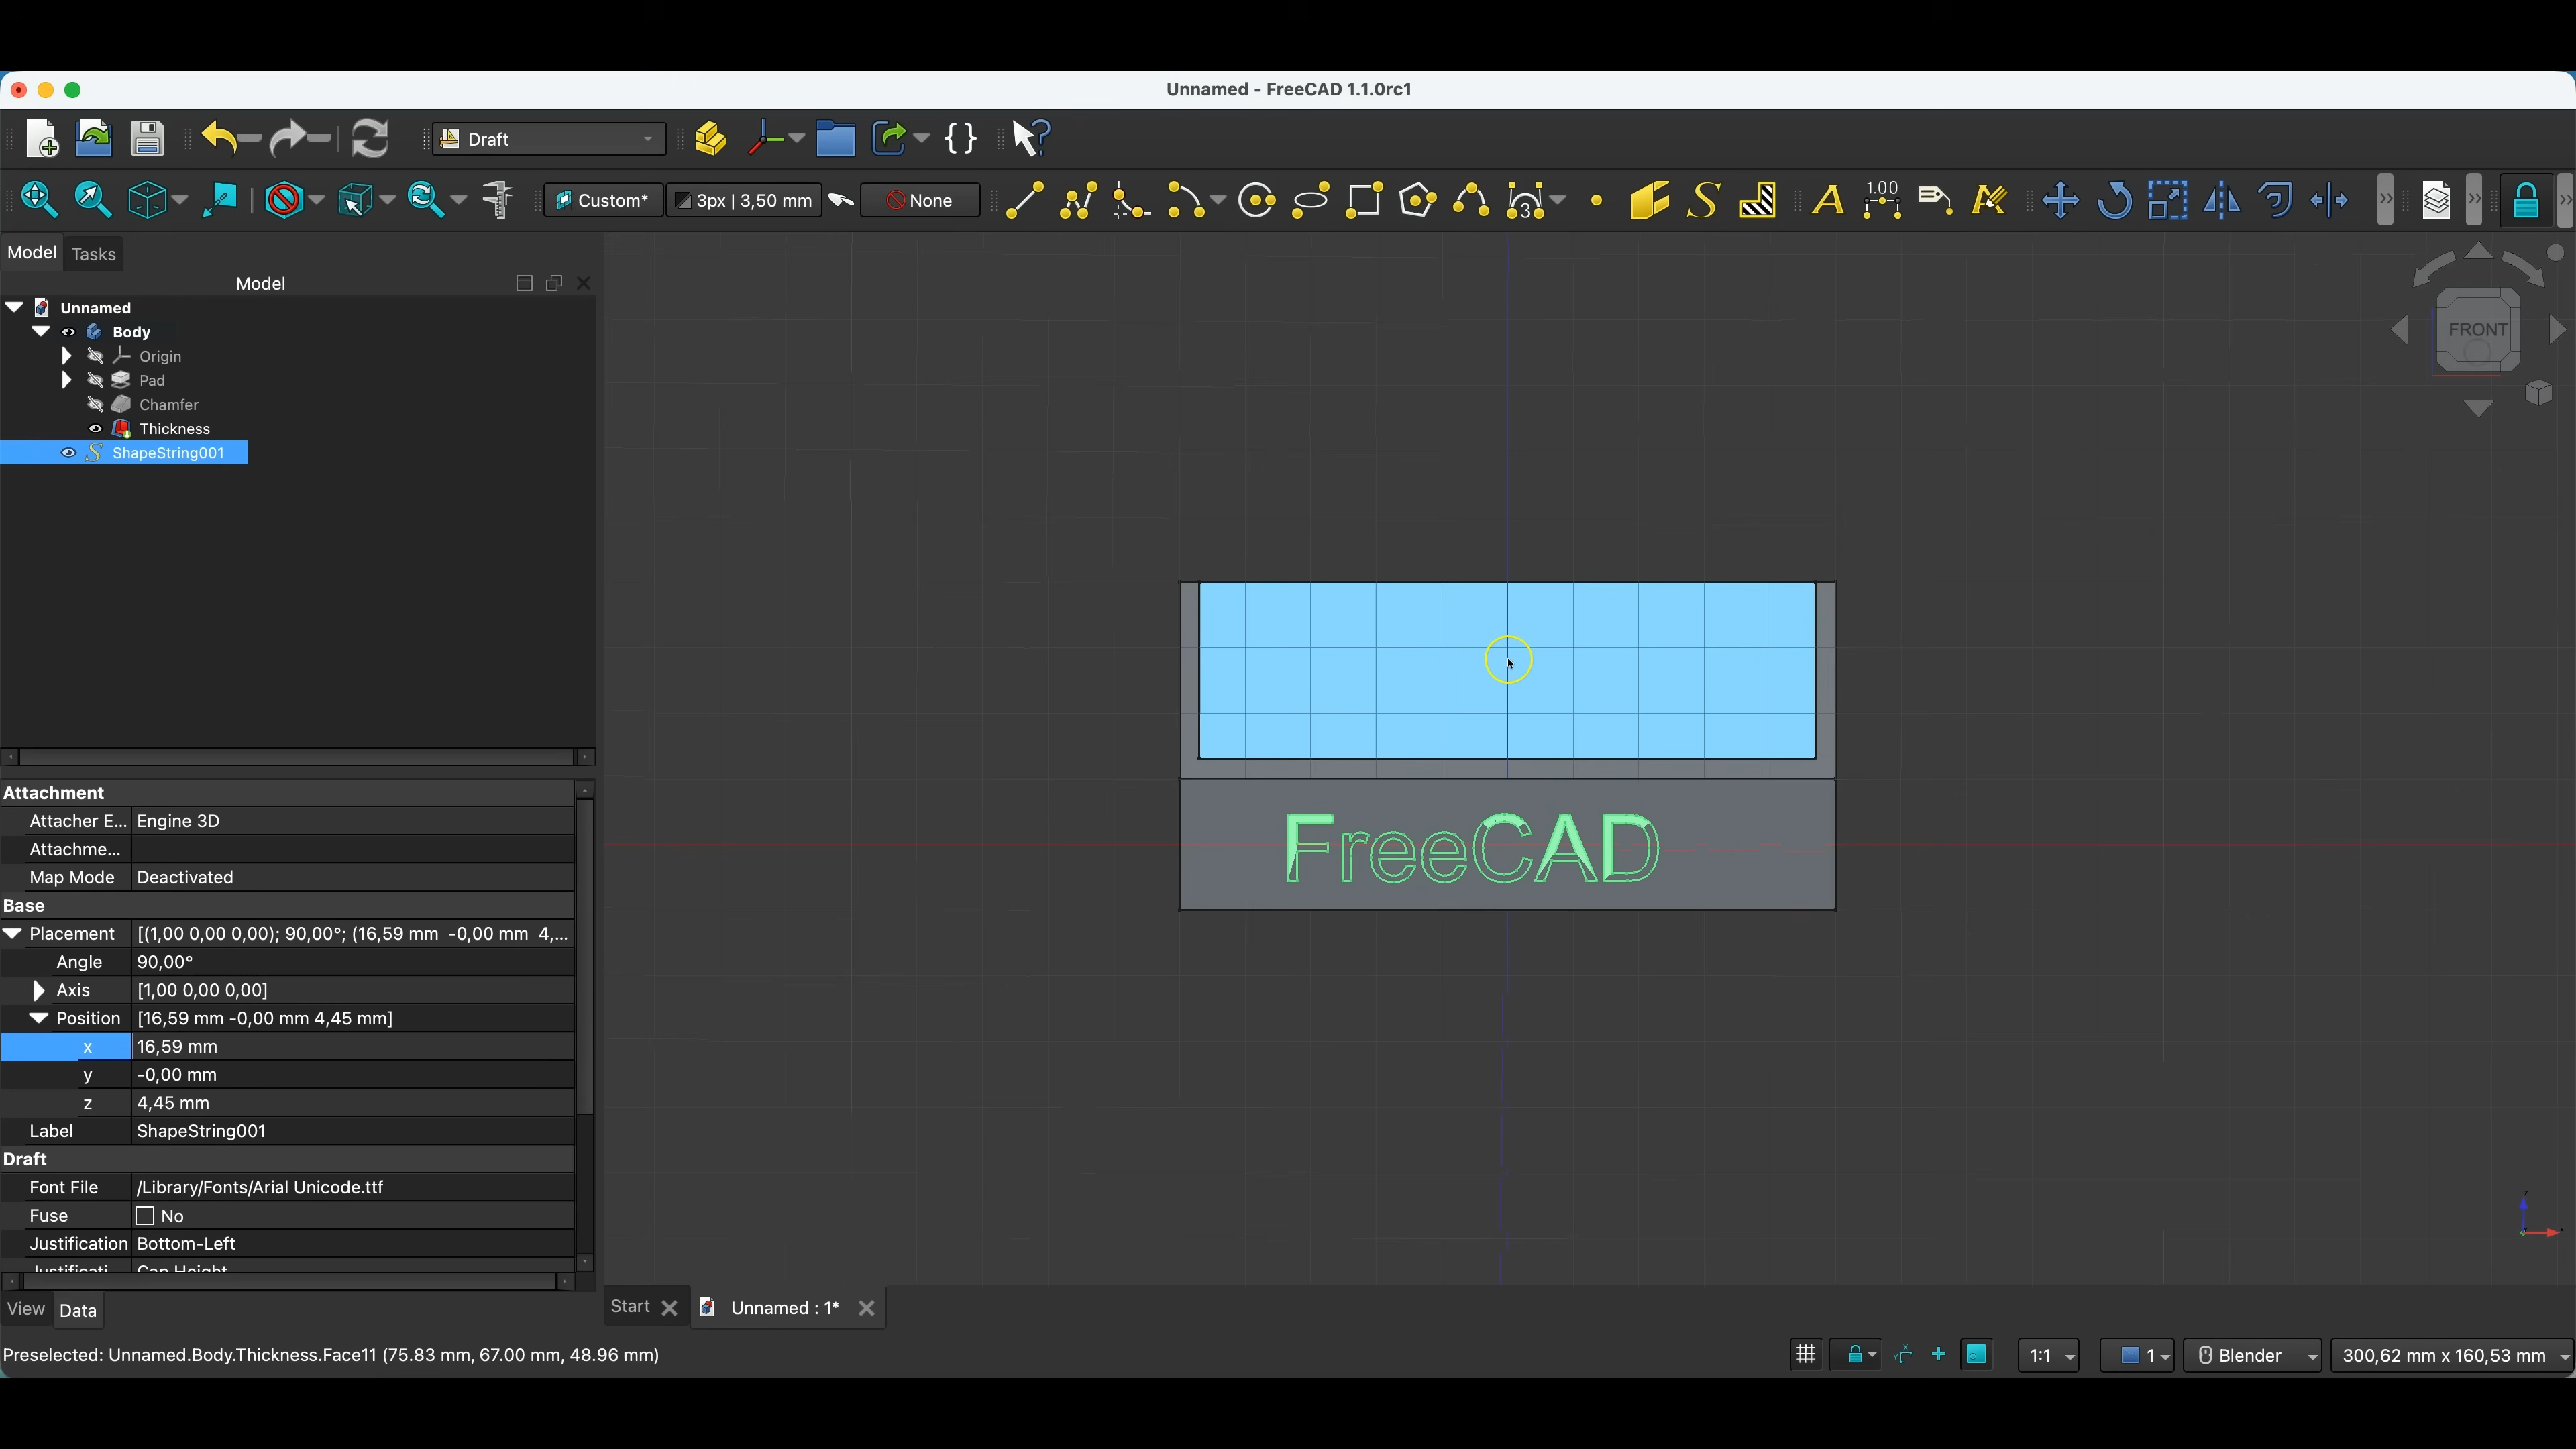 Unnamed - FreeCAD 1.1.0rc1
Draft
Custom*
3px | 3,50 mm
None
3
A
1.00
Model
Tasks
Model
Unnamed
Body
Origin
Pad
Chamfer
Thickness
ShapeString001
FRONT
FreeCAD
Attachment
Attacher E... Engine 3D
Attachme...
Map Mode Deactivated
Base
Placement [(1,00 0,00 0,00); 90,00°; (16,59 mm -0,00 mm 4,...
Angle 90,00°
Axis [1,00 0,00 0,00]
Position [16,59 mm -0,00 mm 4,45 mm]
x 16,59 mm
y -0,00 mm
z 4,45 mm
Label ShapeString001
Draft
Font File /Library/Fonts/Arial Unicode.ttf
Fuse No
Justification Bottom-Left
Justificati... Cap Height
View
Data
Start
Unnamed : 1*
Preselected: Unnamed.Body.Thickness.Face11 (75.83 mm, 67.00 mm, 48.96 mm)
1:1
1
Blender
300,62 mm x 160,53 mm